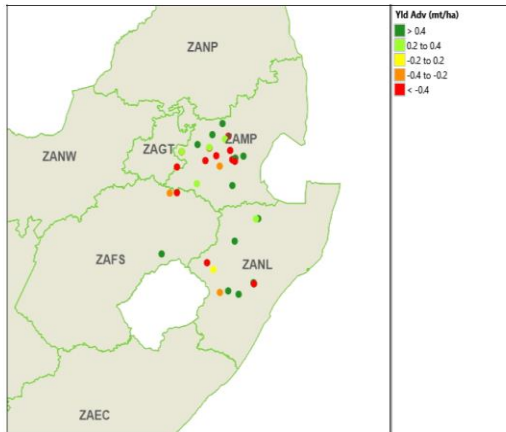 Yld Adv (mt/ha)
> 0.4
0.2 to 0.4
-0.2 to 0.2
-0.4 to -0.2
< -0.4
ZANP
ZANW
ZAGT
ZAMP
ZAFS
ZANL
ZAEC